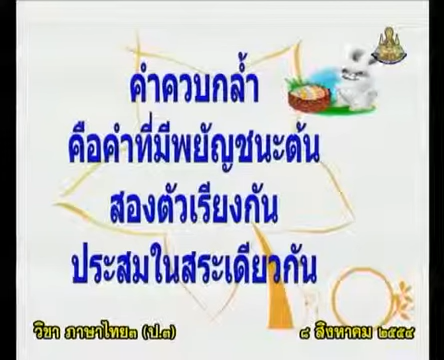 คำควบกล้ำ
คือคำที่มีพยัญชนะต้น
สองตัวเรียงกัน
ประสมในสระเดียวกัน
วิชา ภาษาไทย๓ (ป.๓) ๘ สิงหาคม ๒๕๕๔